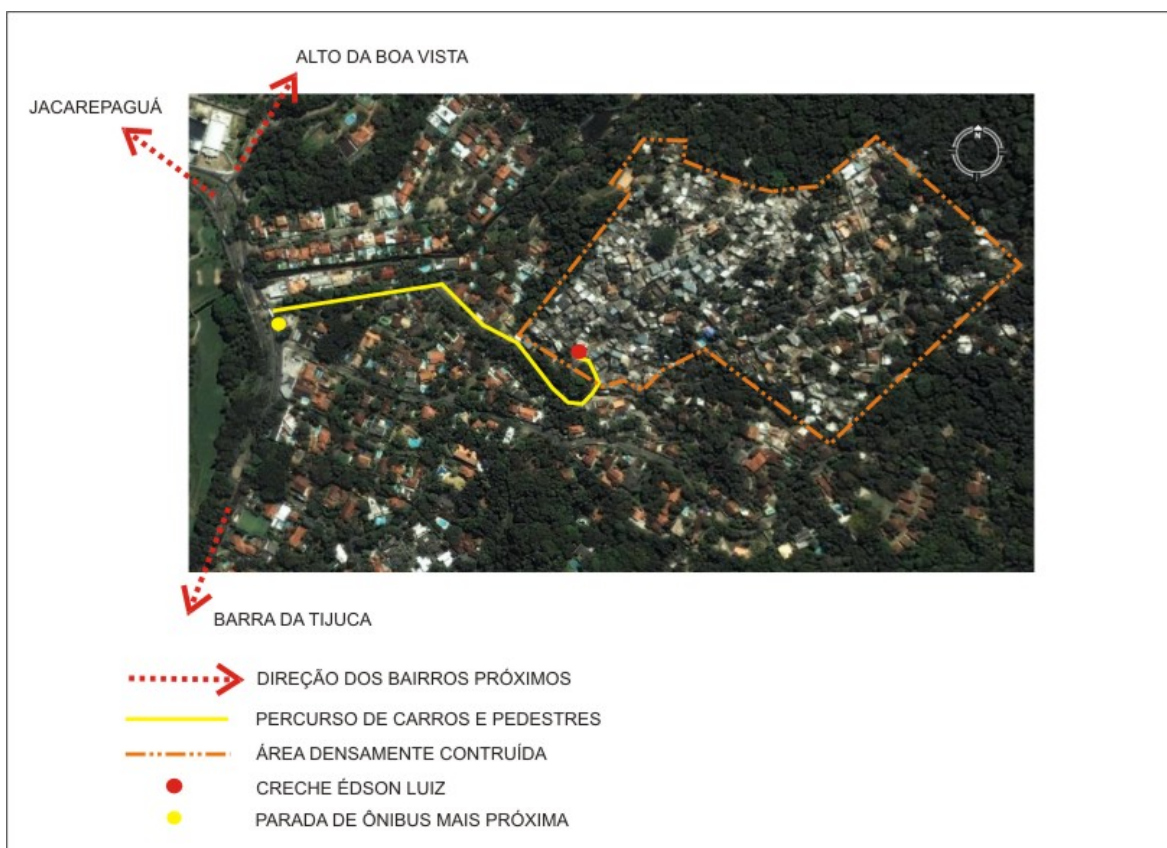 ALTO DA BOA VISTA
JACAREPAGUÁ
N
BARRA DA TIJUCA
DIREÇÃO DOS BAIRROS PRÓXIMOS
PERCURSO DE CARROS E PEDESTRES
ÁREA DENSAMENTE CONTRUÍDA
CRECHE ÉDSON LUIZ
PARADA DE ÔNIBUS MAIS PRÓXIMA